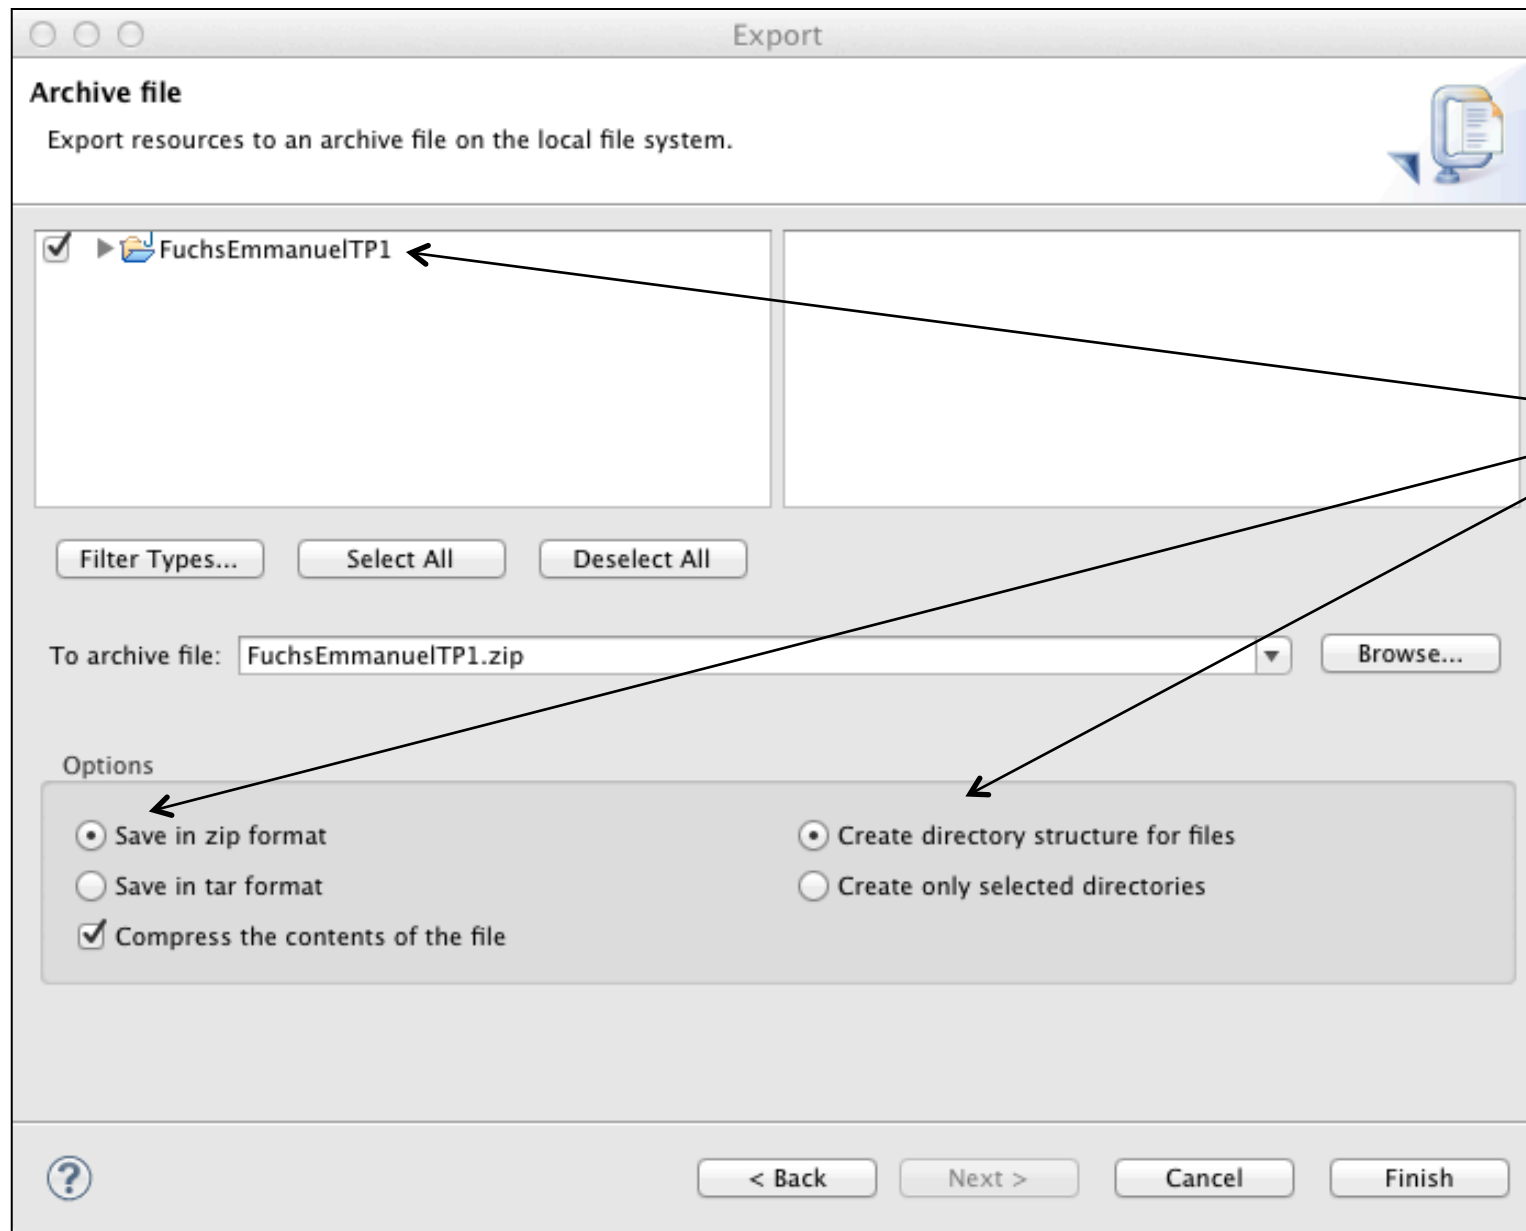 Export
Archive file
Export resources to an archive file on the local file system.
FuchsEmmanuelTP1
Filter Types...
Select All
Deselect All
To archive file: FuchsEmmanuelTP1.zip
Browse...
Options
Save in zip format
Create directory structure for files
Save in tar format
Create only selected directories
Compress the contents of the file
?
< Back
Next >
Cancel
Finish